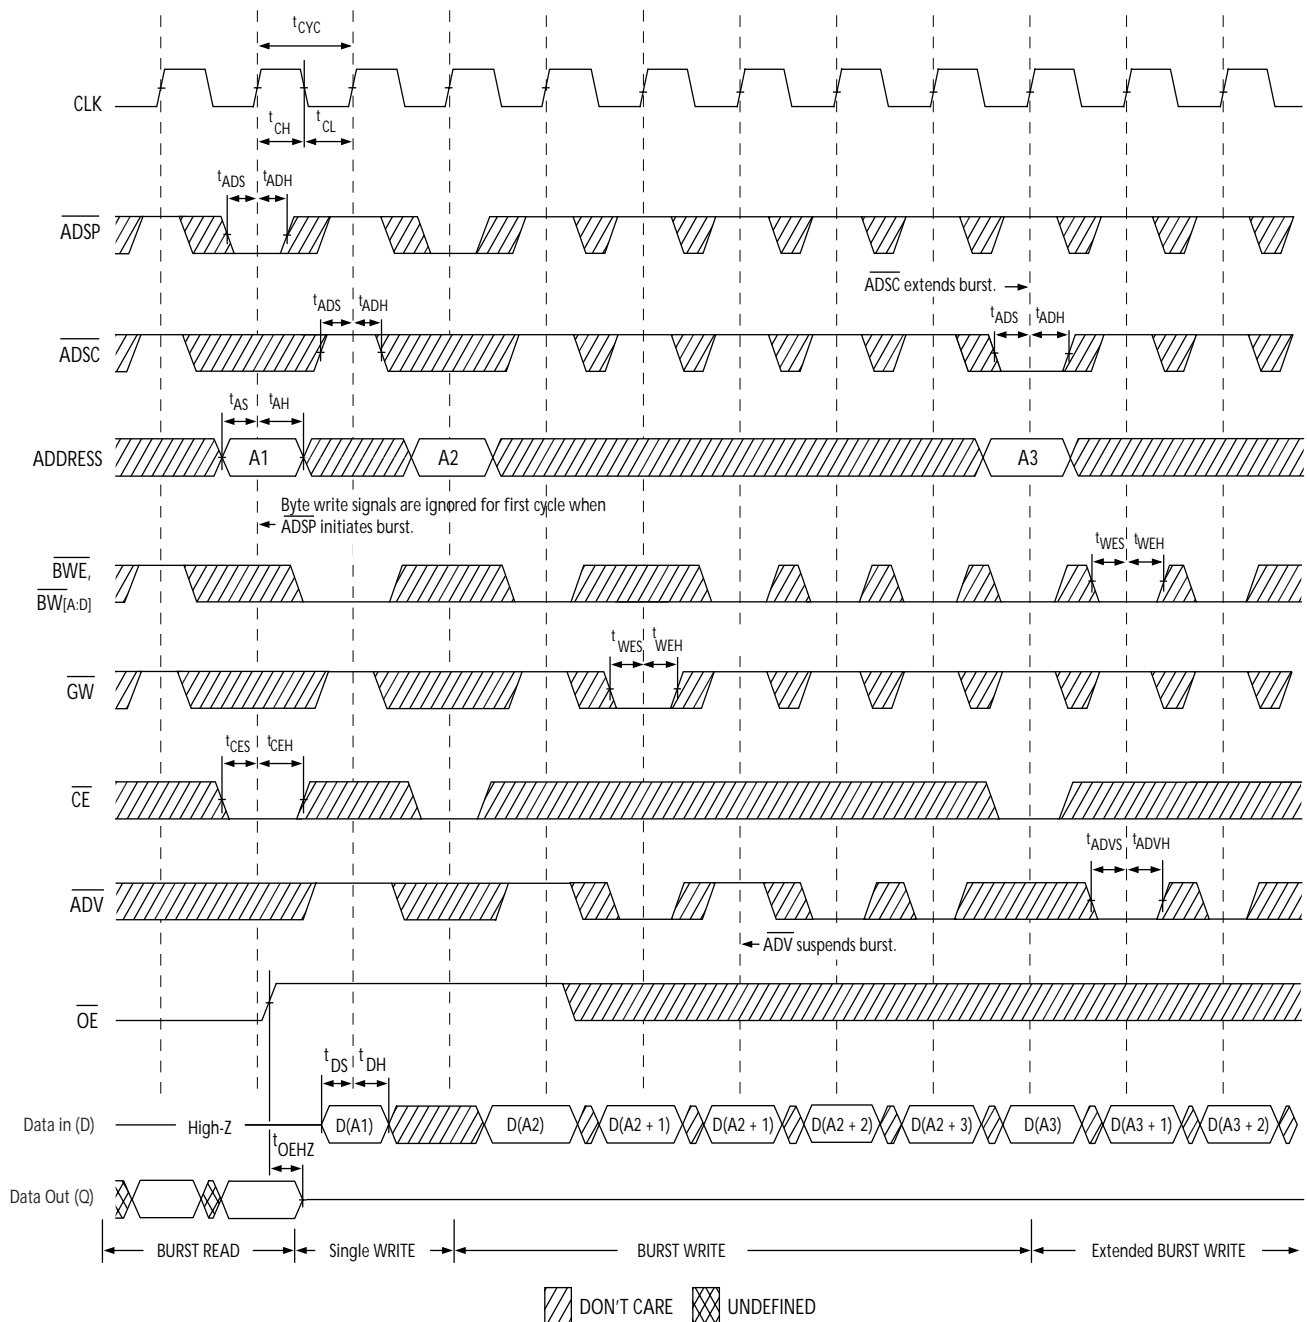 tCYC
CLK
tCH
tCL
tADS
tADH
ADSP
ADSC extends burst.
tADS
tADH
tADS
tADH
ADSC
tAS
tAH
ADDRESS
A1
A2
A3
Byte write signals are ignored for first cycle when
ADSP initiates burst.
BWE,
BW[A:D]
tWES
tWEH
tWES
tWEH
GW
tCES
tCEH
CE
tADVS
tADVH
ADV
ADV suspends burst.
OE
tDS
tDH
Data in (D)
High-Z
D(A1)
D(A2)
D(A2 + 1)
D(A2 + 1)
D(A2 + 2)
D(A2 + 3)
D(A3)
D(A3 + 1)
D(A3 + 2)
tOEHZ
Data Out (Q)
BURST READ
Single WRITE
BURST WRITE
Extended BURST WRITE
DON'T CARE
UNDEFINED